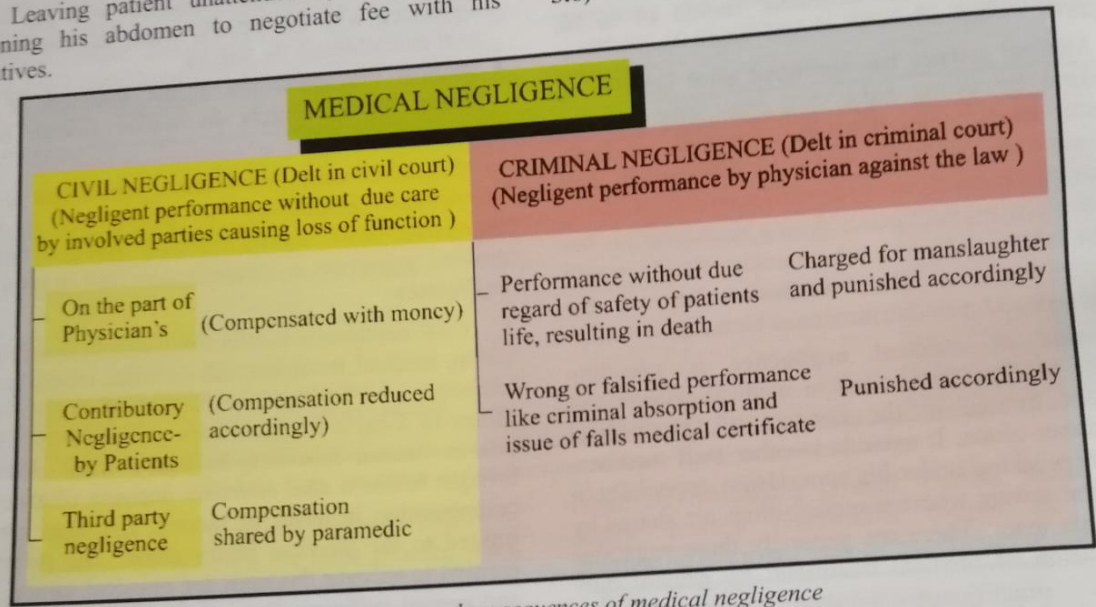 Leaving patient
ning his abdomen to negotiate fee with his
tives.
MEDICAL NEGLIGENCE
CIVIL NEGLIGENCE (Delt in civil court)
(Negligent performance without due care
by involved parties causing loss of function )
CRIMINAL NEGLIGENCE (Delt in criminal court)
(Negligent performance by physician against the law )
On the part of
Physician's
(Compensated with money)
Contributory
Negligence-
by Patients
(Compensation reduced
accordingly)
Third party
negligence
Compensation
shared by paramedic
Performance without due
regard of safety of patients
life, resulting in death
Charged for manslaughter
and punished accordingly
Wrong or falsified performance
like criminal absorption and
issue of falls medical certificate
Punished accordingly
of medical negligence